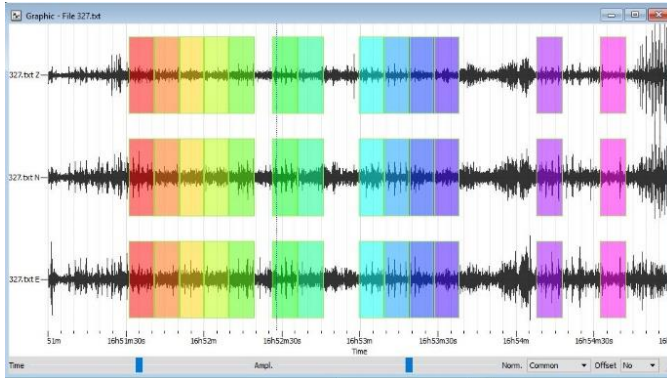 Graphic - File 327.txt
327.txt Z
327.txt N
327.txt E
51m 16h51m30s 16h52m 16h52m30s 16h53m 16h53m30s 16h54m 16h54m30s 16
Time
Time Ampl. Norm. Common Offset No